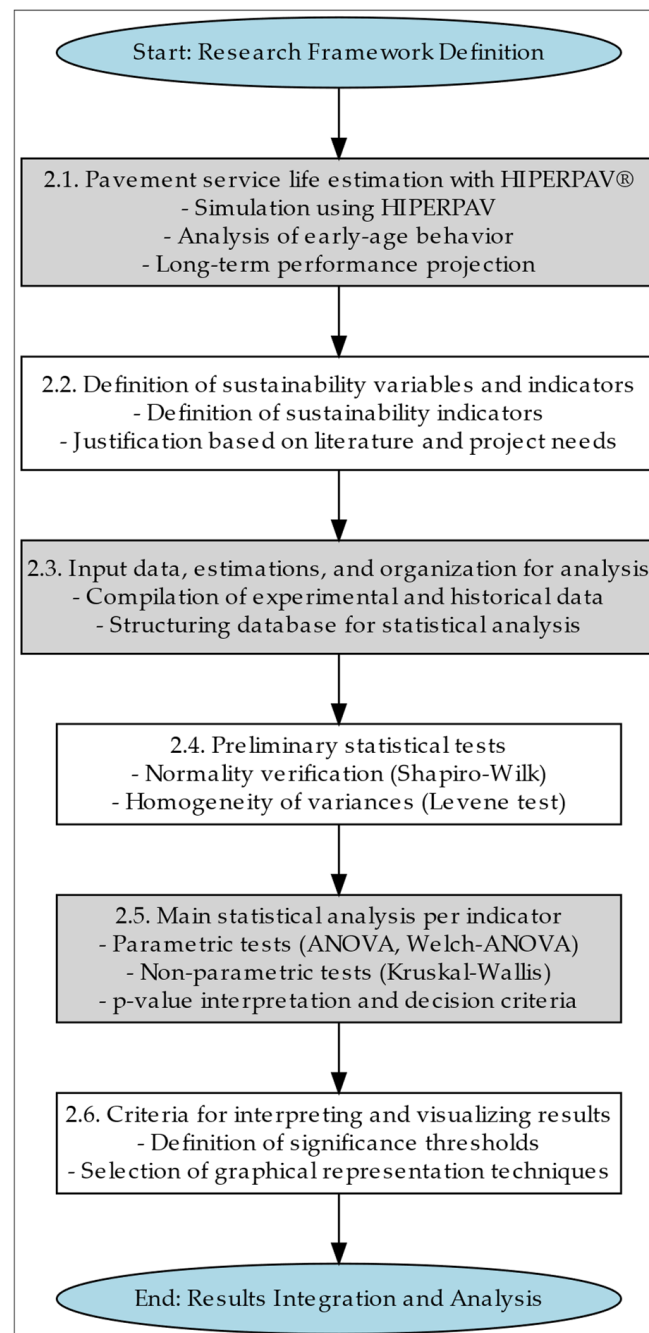 Start: Research Framework Definition
2.1. Pavement service life estimation with HIPERPAV®
- Simulation using HIPERPAV
- Analysis of early-age behavior
- Long-term performance projection
2.2. Definition of sustainability variables and indicators
- Definition of sustainability indicators
- Justification based on literature and project needs
2.3. Input data, estimations, and organization for analysis
- Compilation of experimental and historical data
- Structuring database for statistical analysis
2.4. Preliminary statistical tests
- Normality verification (Shapiro-Wilk)
- Homogeneity of variances (Levene test)
2.5. Main statistical analysis per indicator
- Parametric tests (ANOVA, Welch-ANOVA)
- Non-parametric tests (Kruskal-Wallis)
- p-value interpretation and decision criteria
2.6. Criteria for interpreting and visualizing results
- Definition of significance thresholds
- Selection of graphical representation techniques
End: Results Integration and Analysis